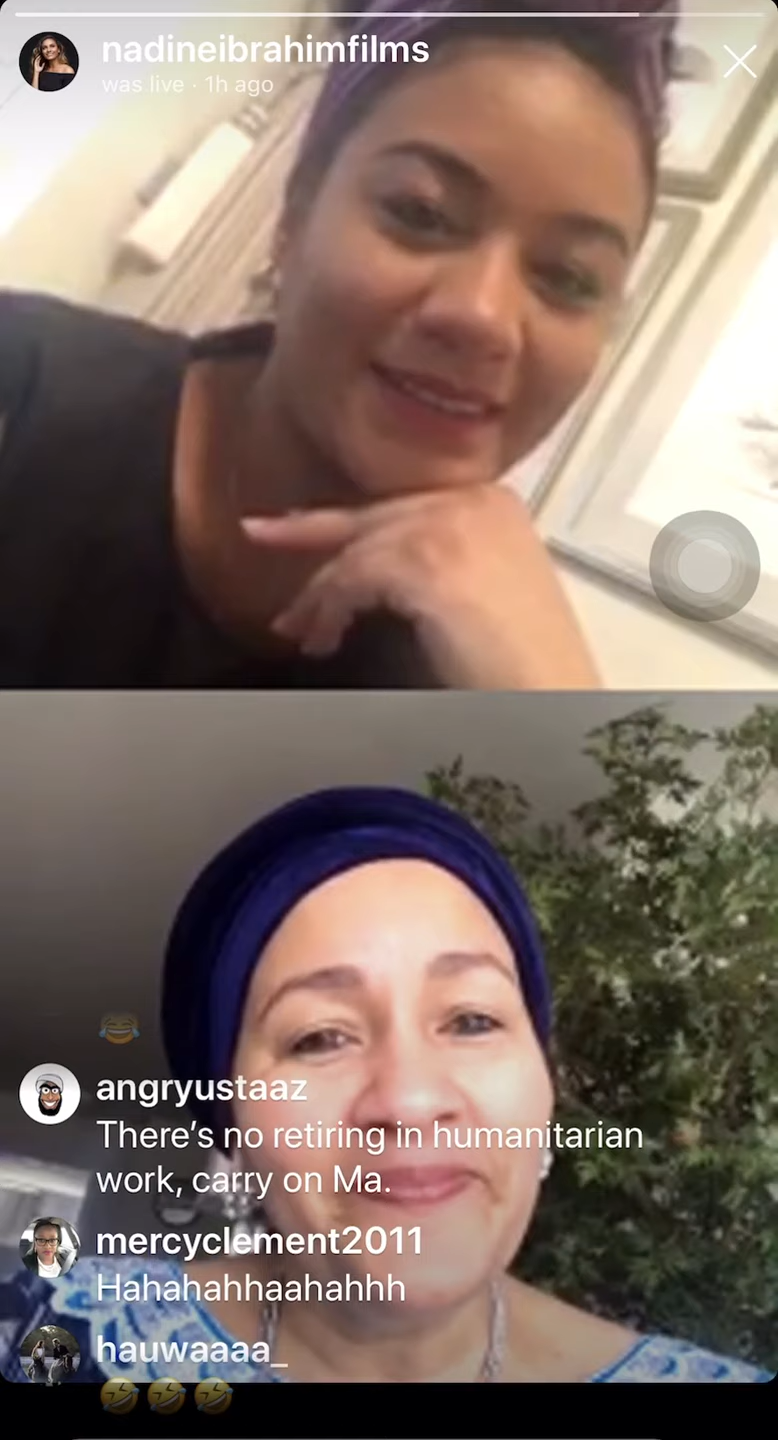 nadineibrahimfilms
was live · 1h ago
😂
angryustaaz
There's no retiring in humanitarian
work, carry on Ma.
mercyclement2011
Hahahahhaahahhh
hauwaaaa_
🤣🤣🤣